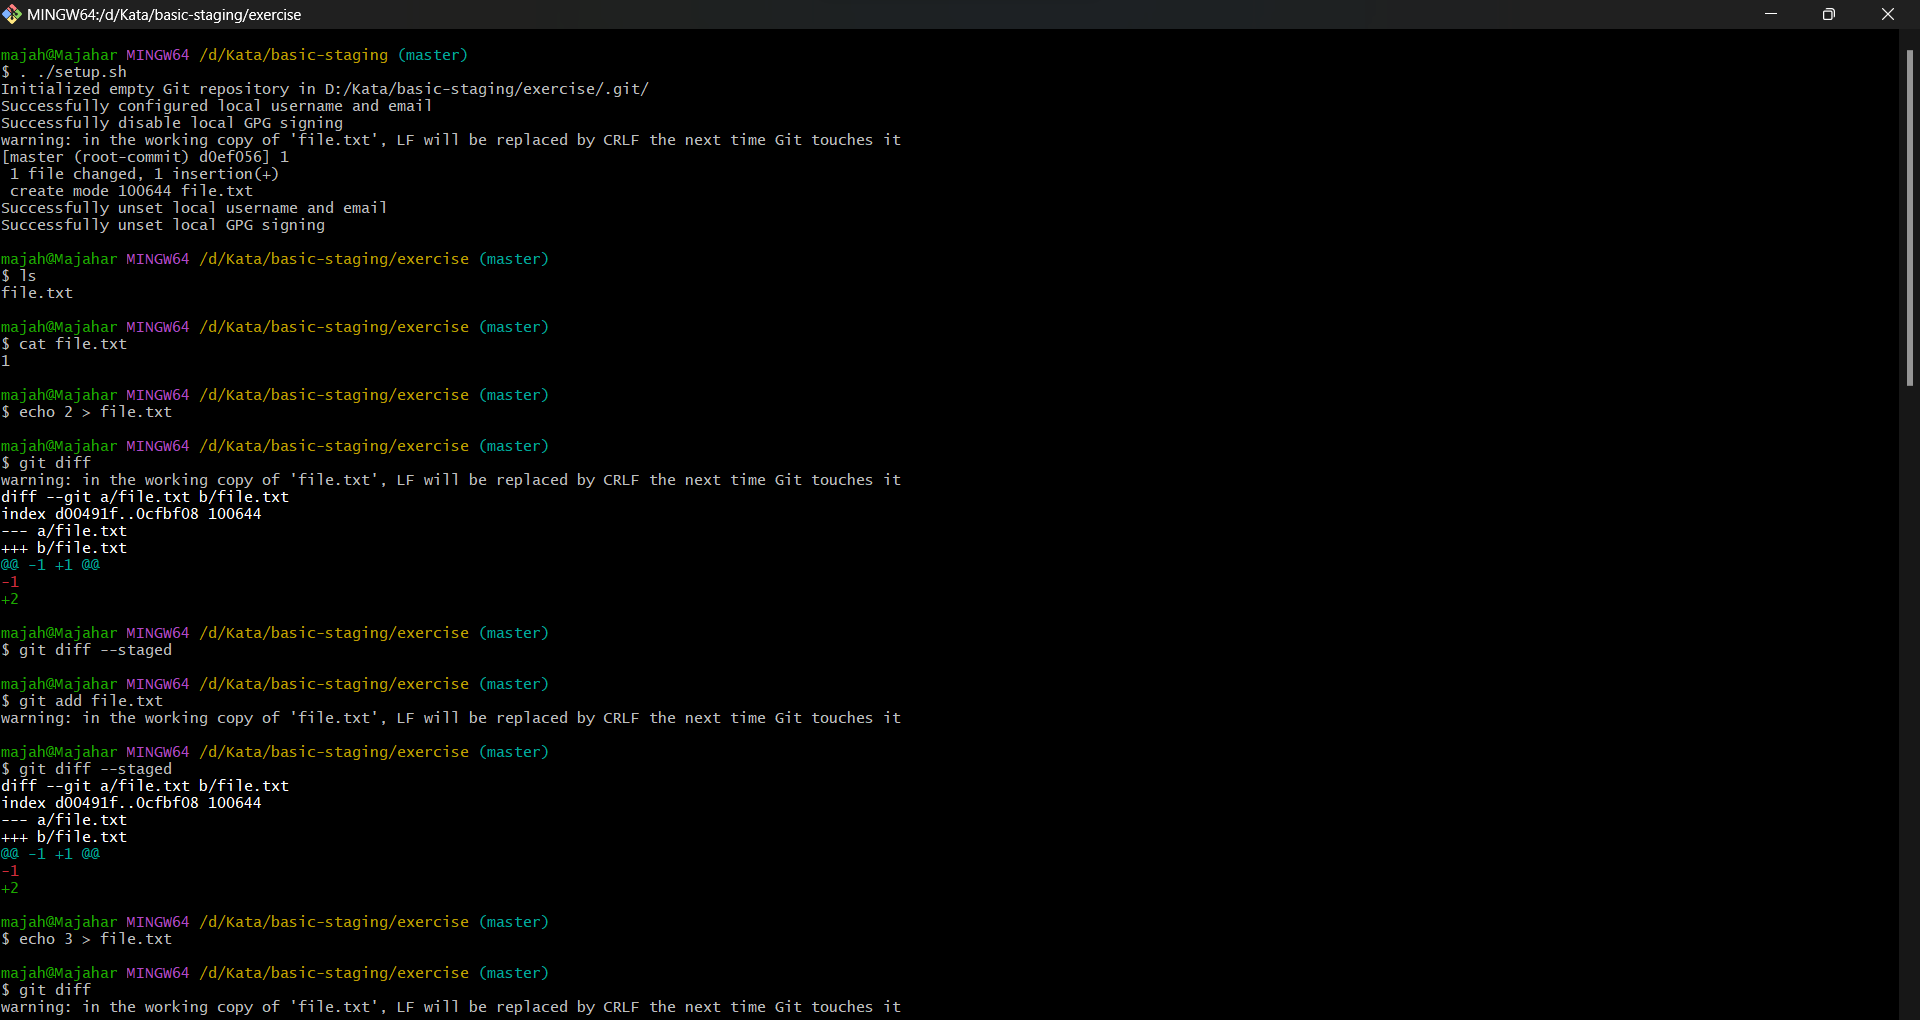 MINGW64:/d/Kata/basic-staging/exercise
majah@Majahar MINGW64 /d/Kata/basic-staging (master)
$ . ./setup.sh
Initialized empty Git repository in D:/Kata/basic-staging/exercise/.git/
Successfully configured local username and email
Successfully disable local GPG signing
warning: in the working copy of 'file.txt', LF will be replaced by CRLF the next time Git touches it
[master (root-commit) d0ef056] 1
 1 file changed, 1 insertion(+)
 create mode 100644 file.txt
Successfully unset local username and email
Successfully unset local GPG signing
majah@Majahar MINGW64 /d/Kata/basic-staging/exercise (master)
$ ls
file.txt
majah@Majahar MINGW64 /d/Kata/basic-staging/exercise (master)
$ cat file.txt
1
majah@Majahar MINGW64 /d/Kata/basic-staging/exercise (master)
$ echo 2 > file.txt
majah@Majahar MINGW64 /d/Kata/basic-staging/exercise (master)
$ git diff
warning: in the working copy of 'file.txt', LF will be replaced by CRLF the next time Git touches it
diff --git a/file.txt b/file.txt
index d00491f..0cfbf08 100644
--- a/file.txt
+++ b/file.txt
@@ -1 +1 @@
-1
+2
majah@Majahar MINGW64 /d/Kata/basic-staging/exercise (master)
$ git diff --staged
majah@Majahar MINGW64 /d/Kata/basic-staging/exercise (master)
$ git add file.txt
warning: in the working copy of 'file.txt', LF will be replaced by CRLF the next time Git touches it
majah@Majahar MINGW64 /d/Kata/basic-staging/exercise (master)
$ git diff --staged
diff --git a/file.txt b/file.txt
index d00491f..0cfbf08 100644
--- a/file.txt
+++ b/file.txt
@@ -1 +1 @@
-1
+2
majah@Majahar MINGW64 /d/Kata/basic-staging/exercise (master)
$ echo 3 > file.txt
majah@Majahar MINGW64 /d/Kata/basic-staging/exercise (master)
$ git diff
warning: in the working copy of 'file.txt', LF will be replaced by CRLF the next time Git touches it